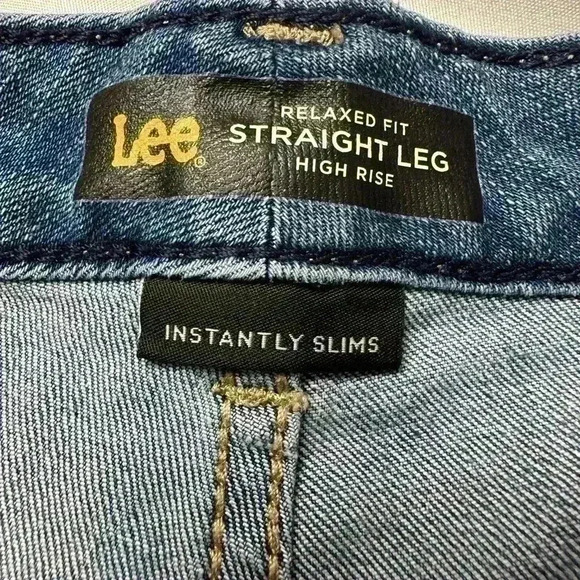 Lee®
RELAXED FIT
STRAIGHT LEG
HIGH RISE
INSTANTLY SLIMS